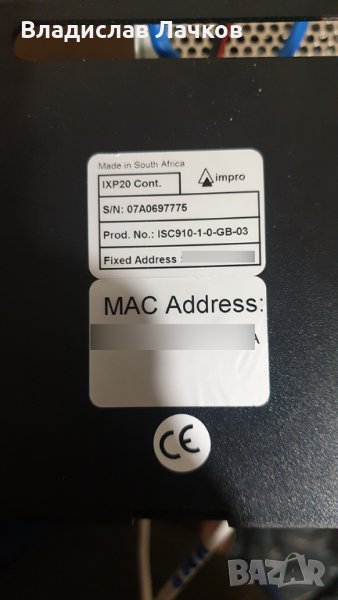 Владислав Лачков
Made in South Africa
IXP20 Cont.
impro
S/N: 07A0697775
Prod. No.: ISC910-1-0-GB-03
Fixed Address :
MAC Address:
A
CE
BAZAR